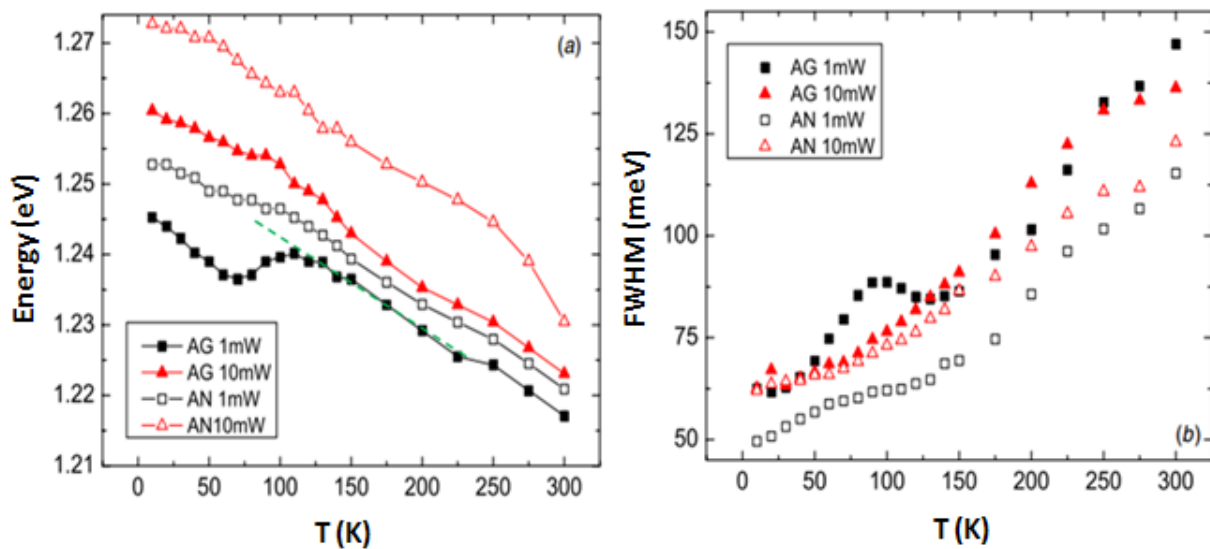 Energy (eV)
1.27
1.26
1.25
1.24
1.23
1.22
1.21
(a)
AG 1mW
AG 10mW
AN 1mW
AN10mW
0 50 100 150 200 250 300
T (K)
FWHM (meV)
150
125
100
75
50
AG 1mW
AG 10mW
AN 1mW
AN 10mW
(b)
0 50 100 150 200 250 300
T (K)